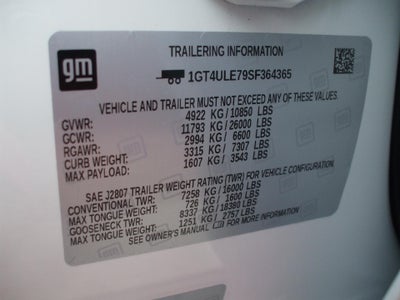 gm
TRAILERING INFORMATION
1GT4ULE79SF364365
VEHICLE AND TRAILER MUST NOT EXCEED ANY OF THESE VALUES.
GVWR: 4922 KG/10850 LBS
GCWR: 11793 KG/26000 LBS
RGAWR: 2994 KG/ 6600 LBS
CURB WEIGHT: 3315 KG/ 7307 LBS
MAX PAYLOAD: 1607 KG/ 3543 LBS
SAE J2807 TRAILER WEIGHT RATING (TWR) FOR VEHICLE CONFIGURATION.
CONVENTIONAL TWR: 7258 KG/16000 LBS
MAX TONGUE WEIGHT: 726 KG/ 1600 LBS
GOOSENECK TWR: 8337 KG/18380 LBS
MAX TONGUE WEIGHT: 1251 KG/ 2757 LBS
SEE OWNER'S MANUAL FOR MORE INFORMATION.